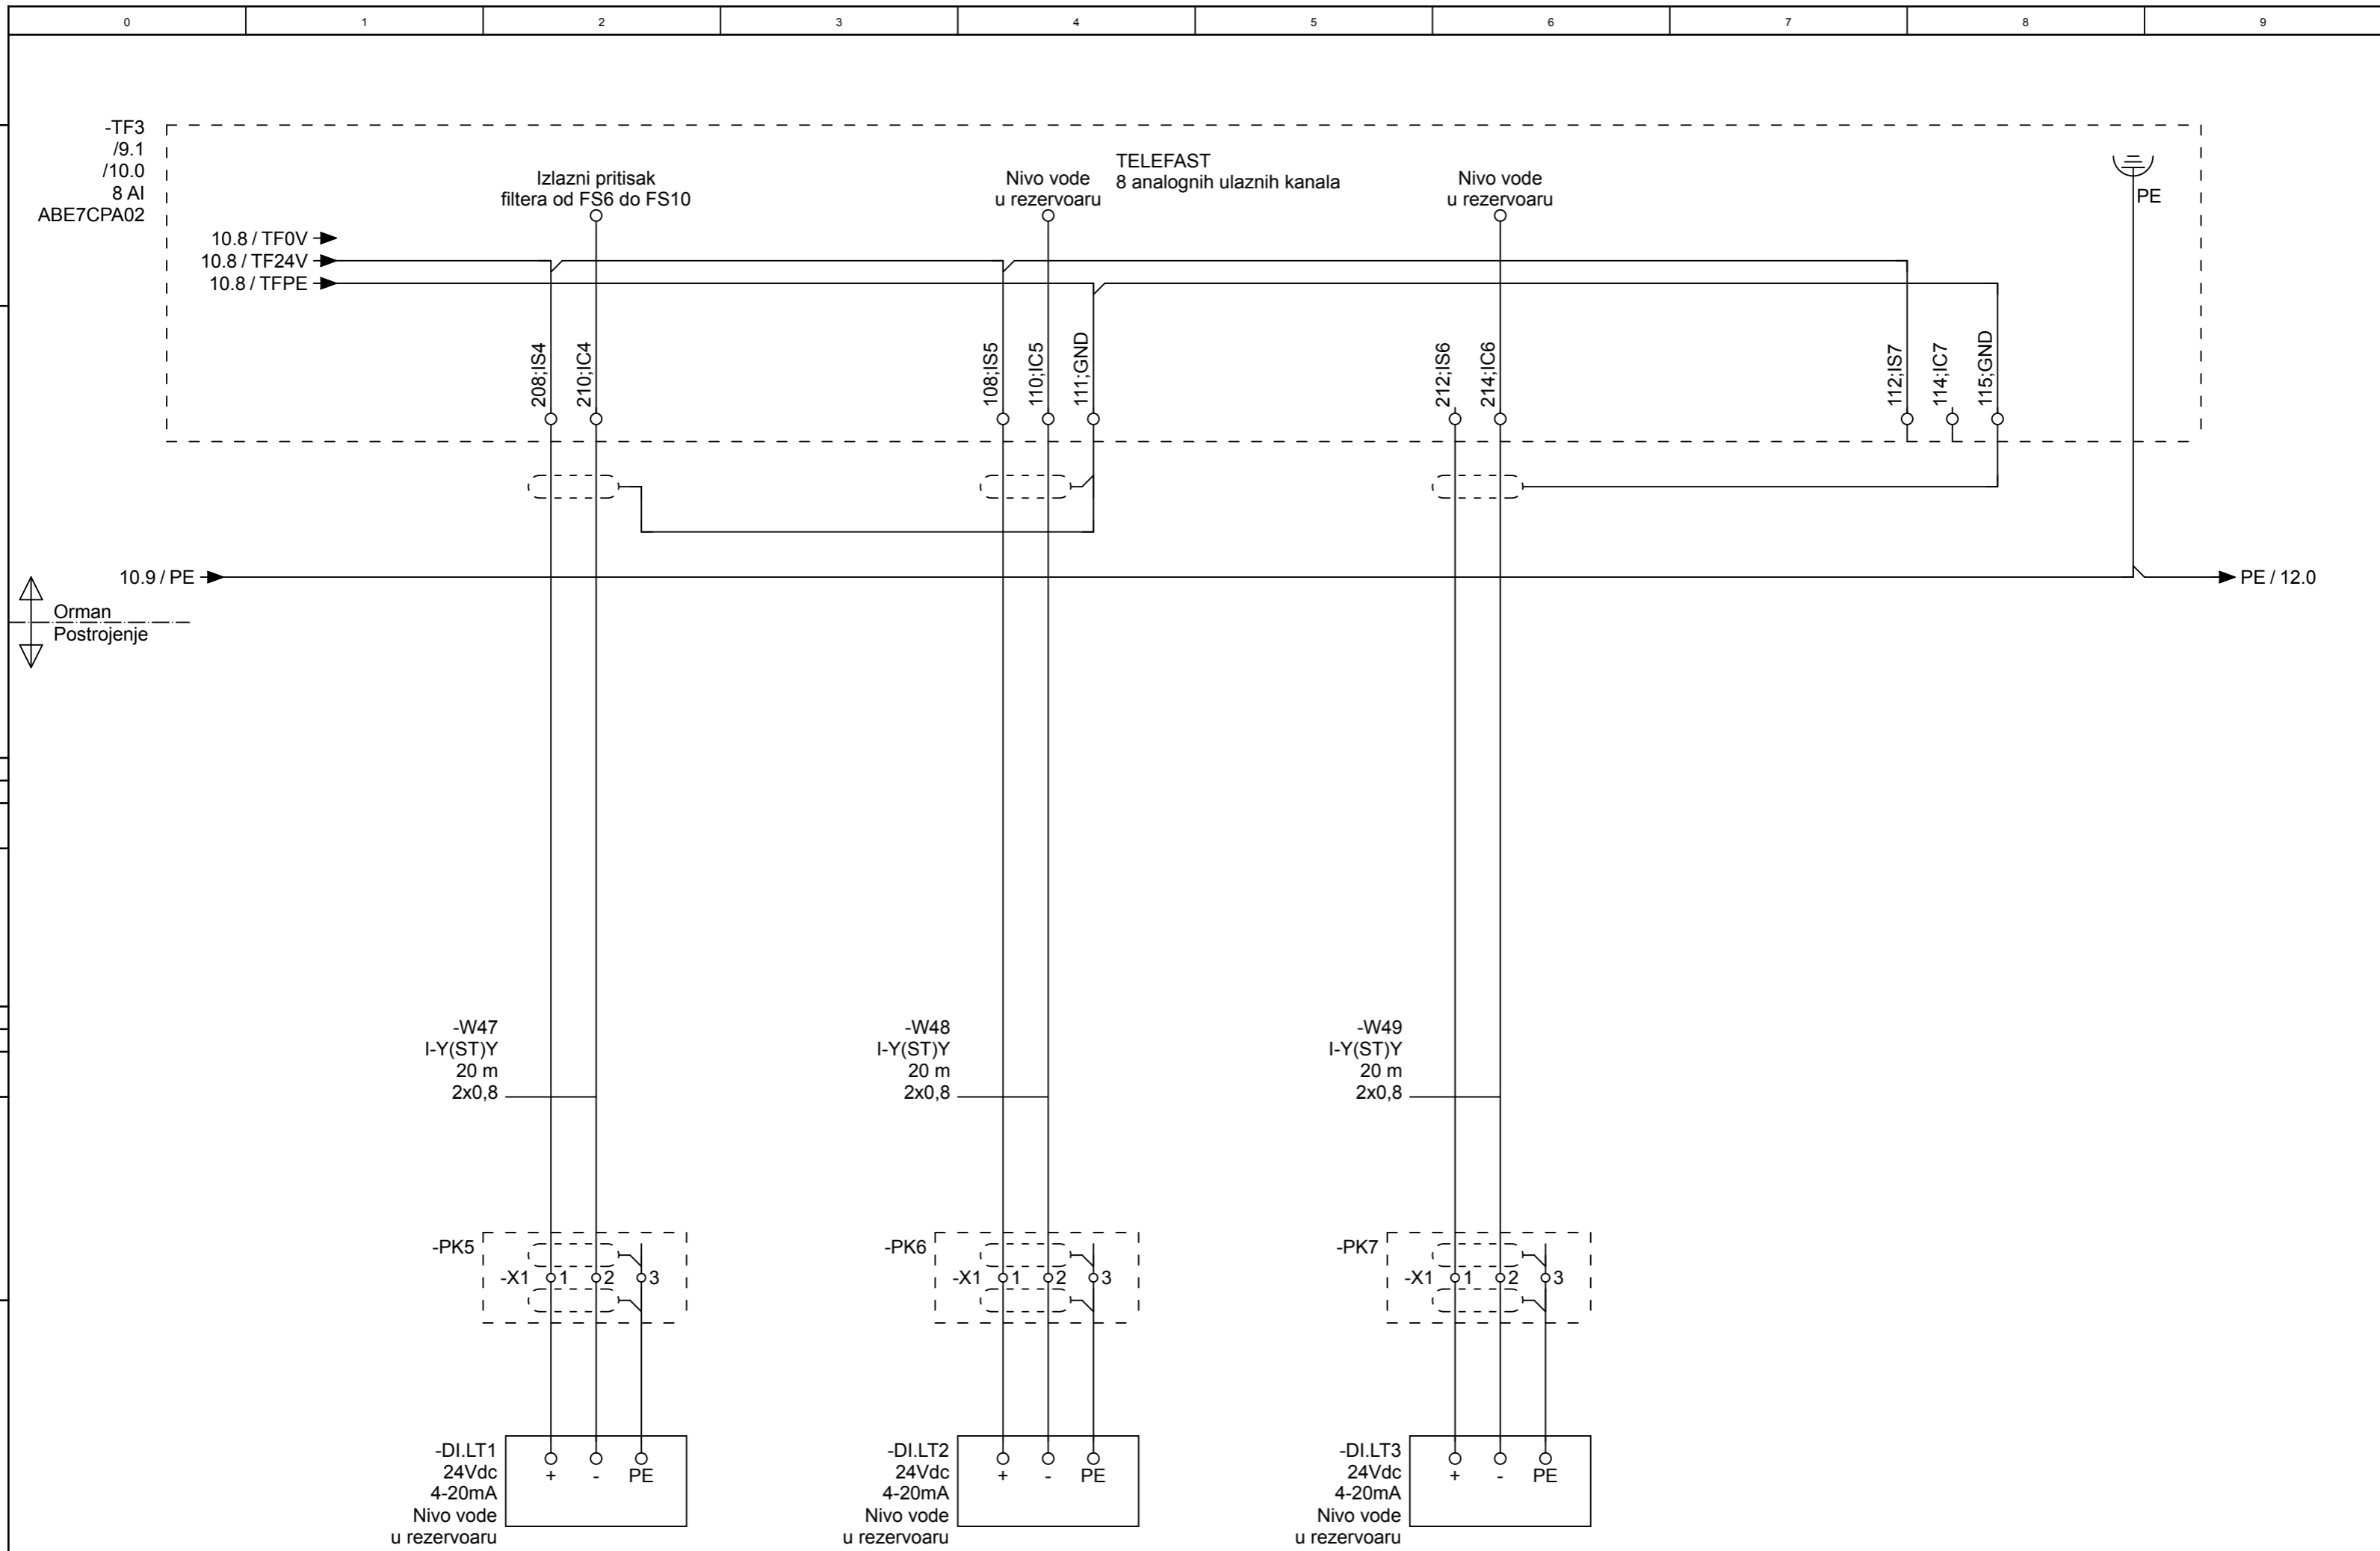 0 1 2 3 4 5 6 7 8 9
-TF3
/9.1
/10.0
8 AI
ABE7CPA02
Izlazni pritisak
filtera od FS6 do FS10
Nivo vode
u rezervoaru
TELEFAST
8 analognih ulaznih kanala
Nivo vode
u rezervoaru
PE
10.8 / TF0V
10.8 / TF24V
10.8 / TFPE
208;IS4
210;IC4
108;IS5
110;IC5
111;GND
212;IS6
214;IC6
112;IS7
114;IC7
115;GND
10.9 / PE
PE / 12.0
Orman
Postrojenje
-W47
I-Y(ST)Y
20 m
2x0,8
-W48
I-Y(ST)Y
20 m
2x0,8
-W49
I-Y(ST)Y
20 m
2x0,8
-PK5
-X1 1 2 3
-PK6
-X1 1 2 3
-PK7
-X1 1 2 3
-DI.LT1
24Vdc
4-20mA
Nivo vode
u rezervoaru
+ - PE
-DI.LT2
24Vdc
4-20mA
Nivo vode
u rezervoaru
+ - PE
-DI.LT3
24Vdc
4-20mA
Nivo vode
u rezervoaru
+ - PE